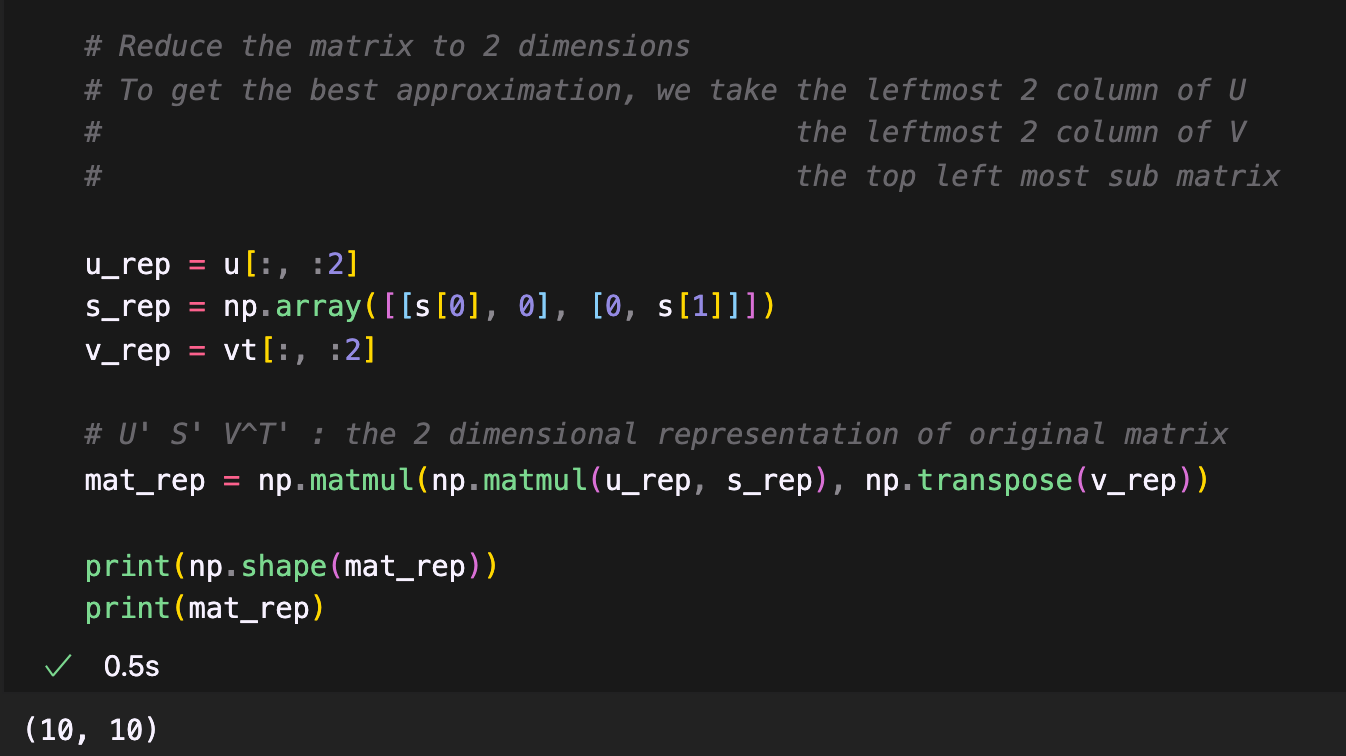 # Reduce the matrix to 2 dimensions
# To get the best approximation, we take the leftmost 2 column of U
#                                        the leftmost 2 column of V
#                                        the top left most sub matrix
u_rep = u[:, :2]
s_rep = np.array([[s[0], 0], [0, s[1]]])
v_rep = vt[:, :2]
# U' S' V^T' : the 2 dimensional representation of original matrix
mat_rep = np.matmul(np.matmul(u_rep, s_rep), np.transpose(v_rep))
print(np.shape(mat_rep))
print(mat_rep)
✓ 0.5s
(10, 10)